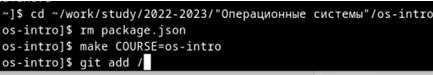 ~]$ cd ~/work/study/2022-2023/"Операционные системы"/os-intro
os-intro]$ rm package.json
os-intro]$ make COURSE=os-intro
os-intro]$ git add /